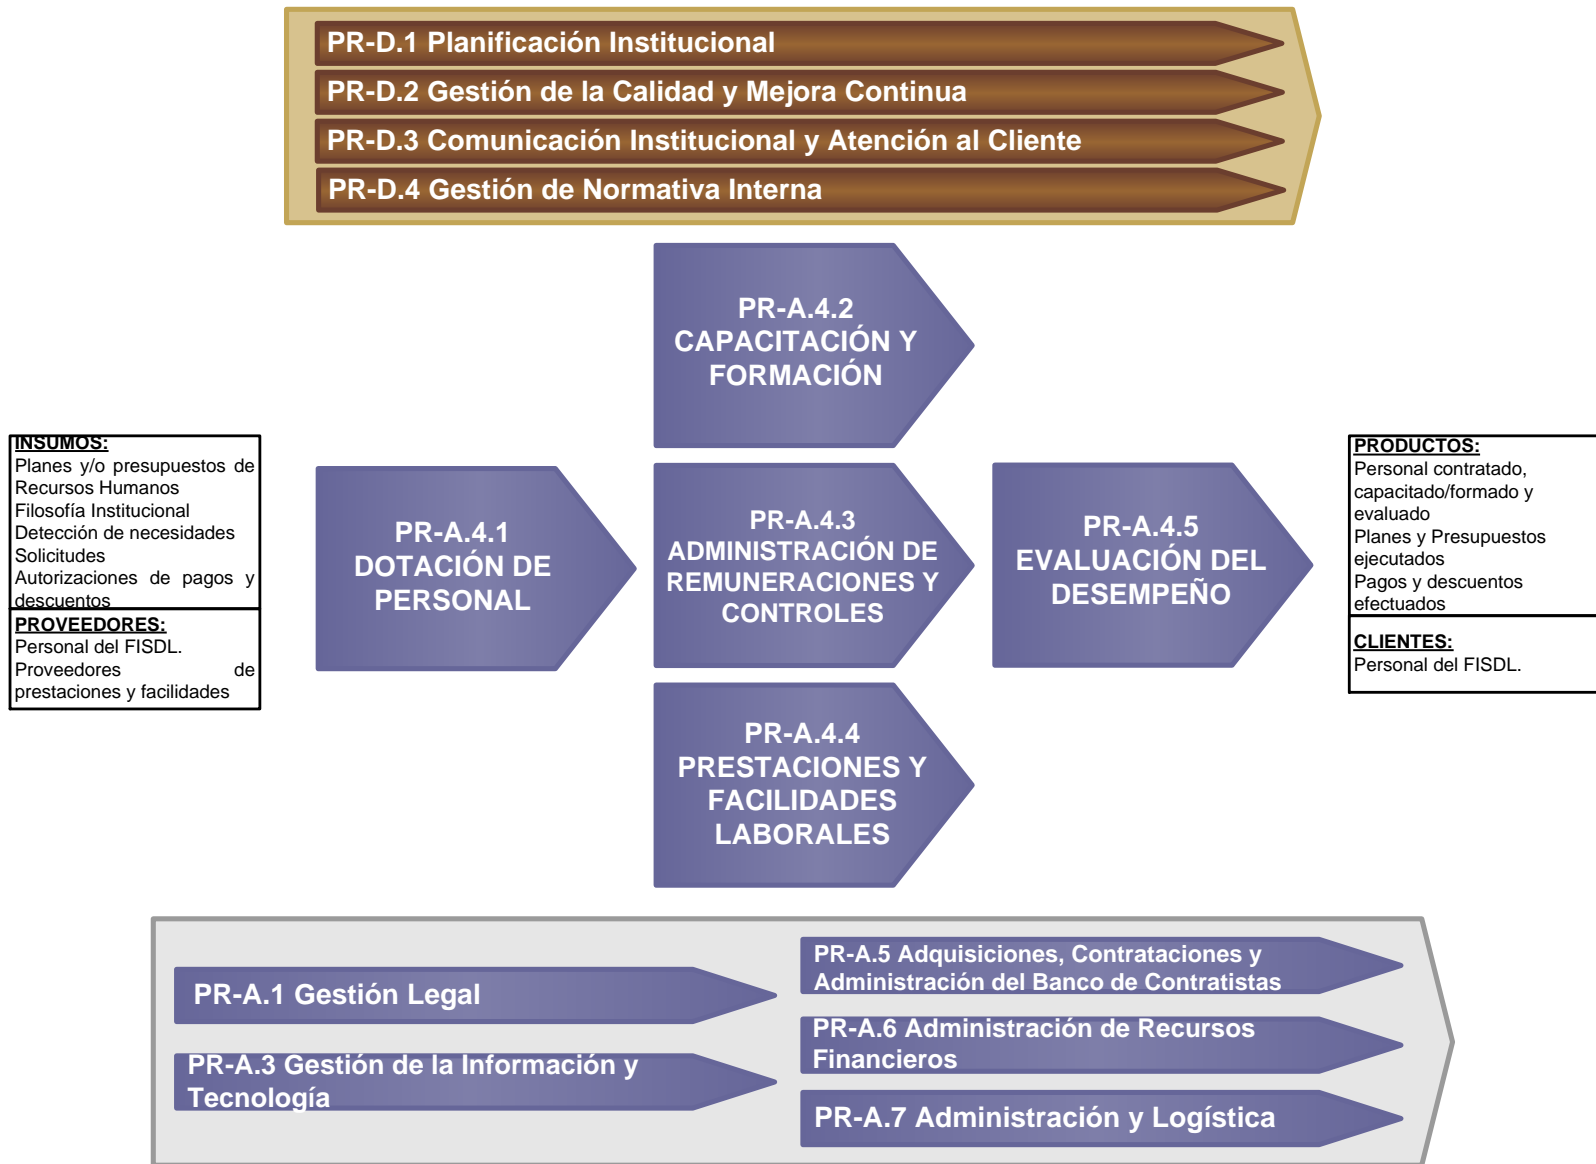 PR-D.1 Planificación Institucional
PR-D.2 Gestión de la Calidad y Mejora Continua
PR-D.3 Comunicación Institucional y Atención al Cliente
PR-D.4 Gestión de Normativa Interna
PR-A.4.2
CAPACITACIÓN Y
FORMACIÓN
INSUMOS:
Planes y/o presupuestos de
Recursos Humanos
Filosofía Institucional
Detección de necesidades
Solicitudes
Autorizaciones de pagos y
descuentos
PROVEEDORES:
Personal del FISDL.
Proveedores de
prestaciones y facilidades
PR-A.4.1
DOTACIÓN DE
PERSONAL
PR-A.4.3
ADMINISTRACIÓN DE
REMUNERACIONES Y
CONTROLES
PR-A.4.5
EVALUACIÓN DEL
DESEMPEÑO
PRODUCTOS:
Personal contratado,
capacitado/formado y
evaluado
Planes y Presupuestos
ejecutados
Pagos y descuentos
efectuados
CLIENTES:
Personal del FISDL.
PR-A.4.4
PRESTACIONES Y
FACILIDADES
LABORALES
PR-A.1 Gestión Legal
PR-A.3 Gestión de la Información y
Tecnología
PR-A.5 Adquisiciones, Contrataciones y
Administración del Banco de Contratistas
PR-A.6 Administración de Recursos
Financieros
PR-A.7 Administración y Logística